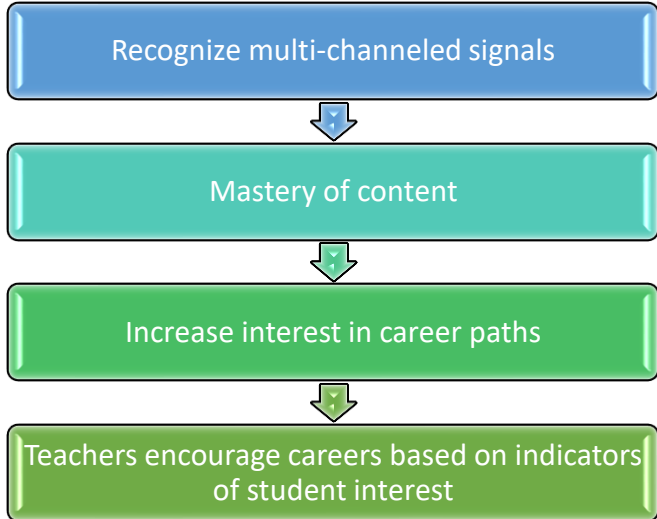 Recognize multi-channeled signals
Mastery of content
Increase interest in career paths
Teachers encourage careers based on indicators
of student interest